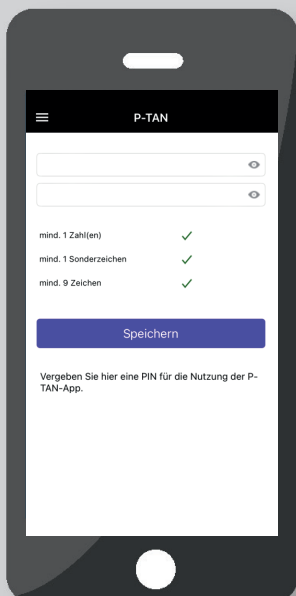 P-TAN
mind. 1 Zahl(en)
mind. 1 Sonderzeichen
mind. 9 Zeichen
Speichern
Vergeben Sie hier eine PIN für die Nutzung der P-
TAN-App.